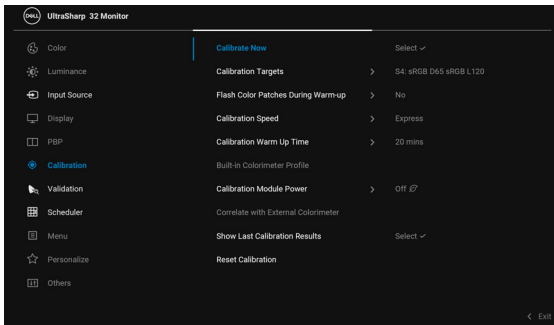 DELL UltraSharp 32 Monitor
Color
Luminance
Input Source
Display
PBP
Calibration
Validation
Scheduler
Menu
Personalize
Others
Calibrate Now Select
Calibration Targets > S4: sRGB D65 sRGB L120
Flash Color Patches During Warm-up > No
Calibration Speed > Express
Calibration Warm Up Time > 20 mins
Built-in Colorimeter Profile
Calibration Module Power > Off
Correlate with External Colorimeter
Show Last Calibration Results Select
Reset Calibration
< Exit